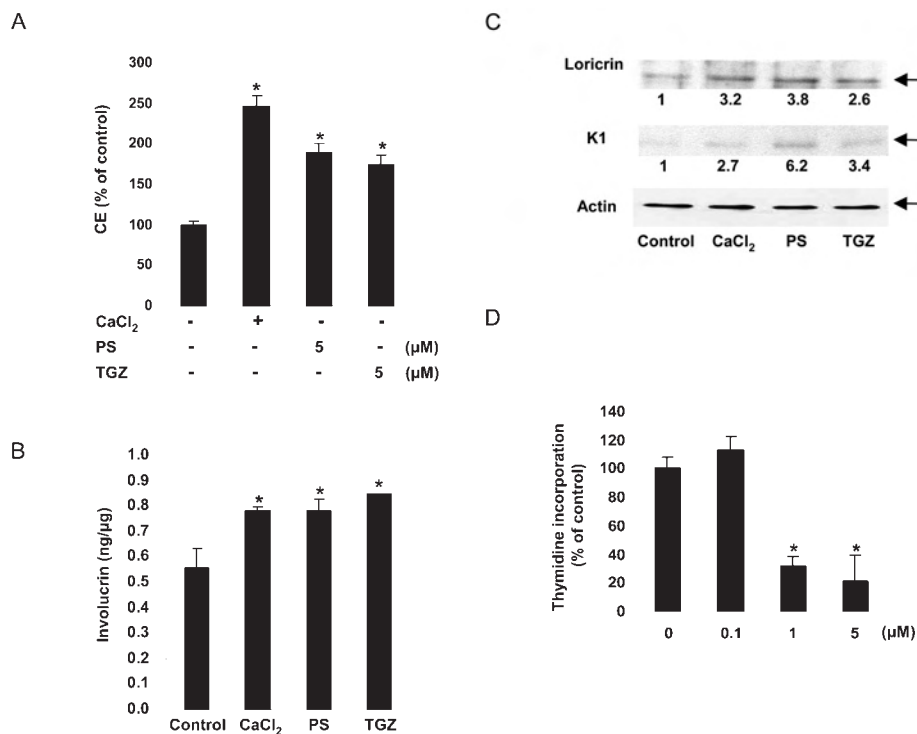 A
CE (% of control)
300
250
200
150
100
50
0
* * *
CaCl₂ - + - -
PS - - 5 - (µM)
TGZ - - - 5 (µM)
B
Involucrin (ng/µg)
1.0
0.9
0.8
0.7
0.6
0.5
0.4
0.3
0.2
0.1
0.0
* * *
Control CaCl₂ PS TGZ
C
Loricrin
1 3.2 3.8 2.6
K1
1 2.7 6.2 3.4
Actin
Control CaCl₂ PS TGZ
D
Thymidine incorporation
(% of control)
140
120
100
80
60
40
20
0
* *
0 0.1 1 5 (µM)